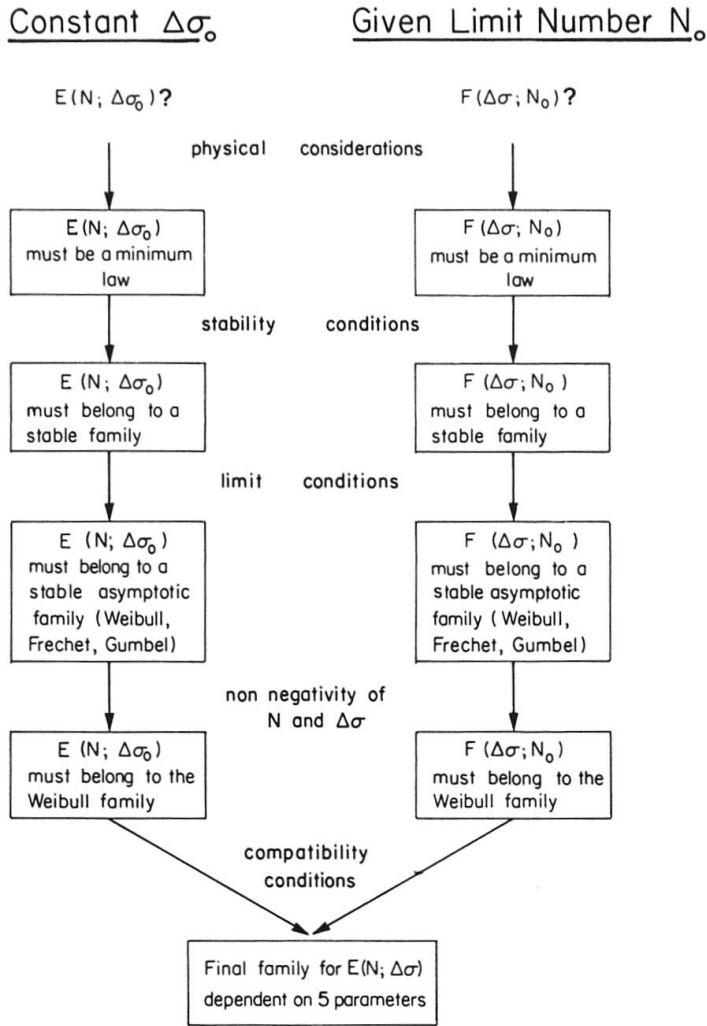 Constant Δσ₀
Given Limit Number N₀
E(N; Δσ₀)?
F(Δσ; N₀)?
physical considerations
E(N; Δσ₀)
must be a minimum
law
F(Δσ; N₀)
must be a minimum
law
stability conditions
E (N; Δσ₀)
must belong to a
stable family
F (Δσ; N₀)
must belong to a
stable family
limit conditions
E (N; Δσ₀)
must belong to a
stable asymptotic
family (Weibull,
Frechet, Gumbel)
F (Δσ; N₀)
must belong to a
stable asymptotic
family (Weibull,
Frechet, Gumbel)
non negativity of
N and Δσ
E (N; Δσ₀)
must belong to the
Weibull family
F (Δσ; N₀)
must belong to the
Weibull family
compatibility
conditions
Final family for E(N; Δσ)
dependent on 5 parameters